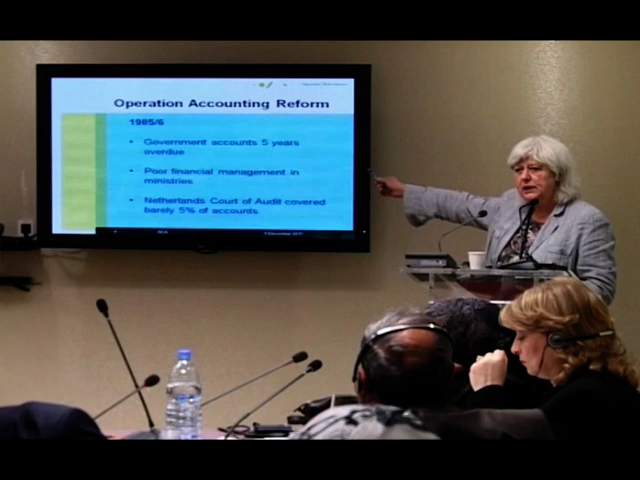 Operation Accounting Reform
1985/6
• Government accounts 5 years
overdue
• Poor financial management in
ministries
• Netherlands Court of Audit covered
barely 5% of accounts